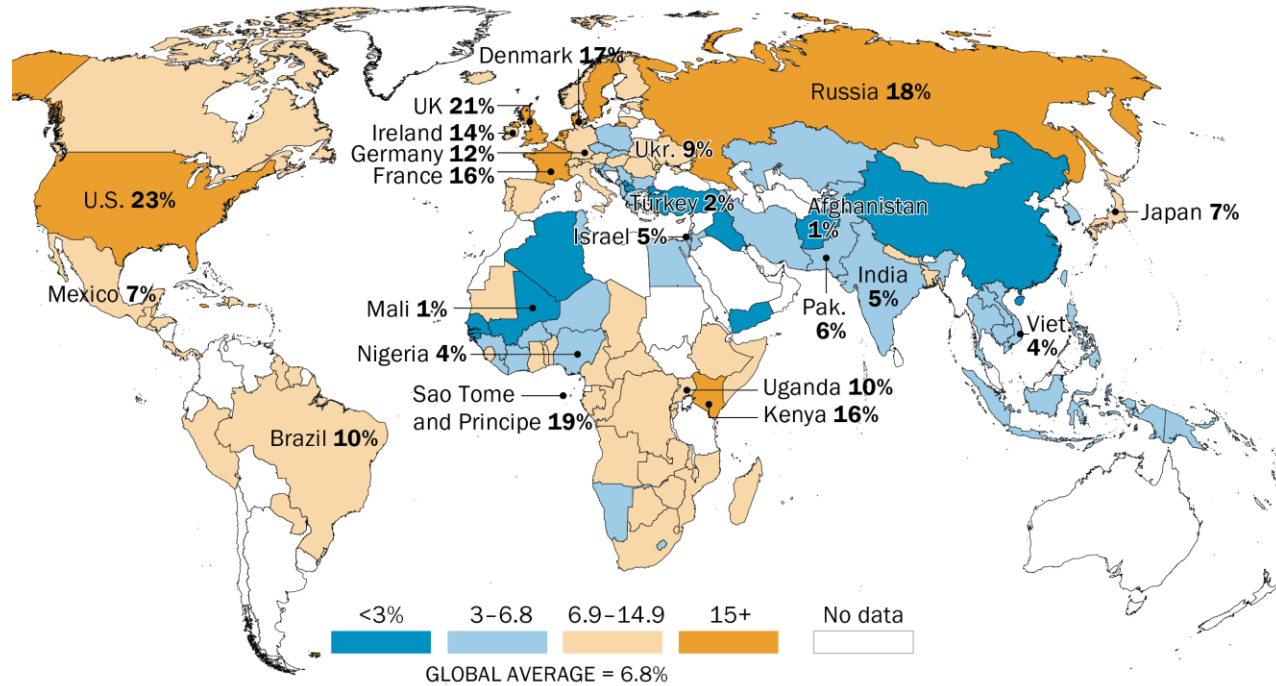 Denmark 17%
UK 21%
Ireland 14%
Germany 12%
France 16%
Russia 18%
Ukr. 9%
U.S. 23%
Turkey 2%
Afghanistan
1%
Israel 5%
Japan 7%
Mexico 7%
Mali 1%
Pak.
6%
India
5%
Viet.
4%
Nigeria 4%
Sao Tome
and Principe 19%
Uganda 10%
Kenya 16%
Brazil 10%
<3%
3–6.8
6.9–14.9
15+
No data
GLOBAL AVERAGE = 6.8%